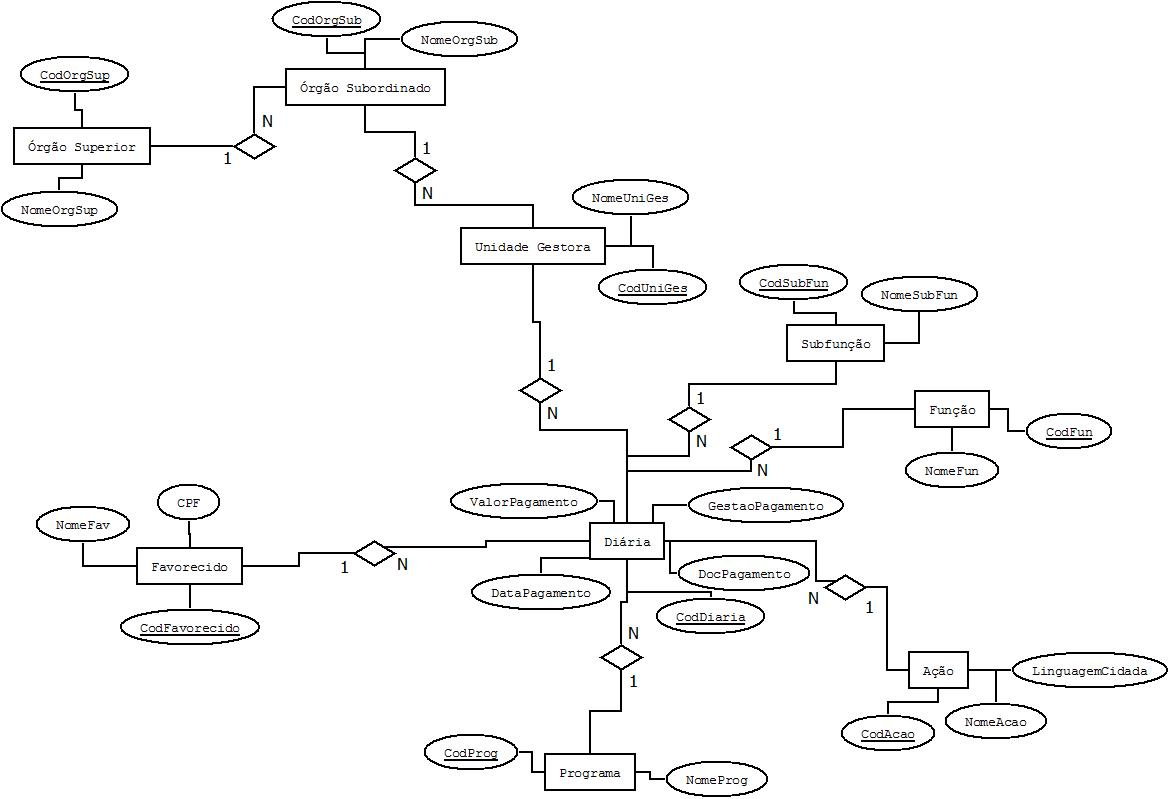 CodOrgSub
NomeOrgSub
CodOrgSup
Órgão Subordinado
N
Órgão Superior
1
1
N
NomeOrgSup
NomeUniGes
Unidade Gestora
CodUniGes
CodSubFun
NomeSubFun
Subfunção
1
N
1
N
Função
CodFun
1
N
NomeFun
ValorPagamento
GestaoPagamento
CPF
NomeFav
Diária
Favorecido
1
N
DocPagamento
DataPagamento
N
1
CodDiaria
CodFavorecido
N
1
Ação
LinguagemCidada
NomeAcao
CodAcao
CodProg
Programa
NomeProg